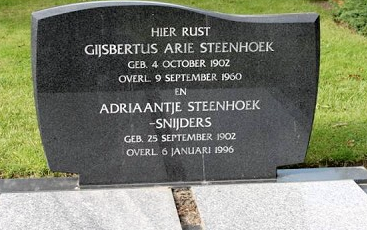 HIER RUST
GIJSBERTUS ARIE STEENHOEK
GEB. 4 OCTOBER 1902
OVERL. 9 SEPTEMBER 1960
EN
ADRIAANTJE STEENHOEK
-SNIJDERS
GEB. 25 SEPTEMBER 1902
OVERL. 6 JANUARI 1996